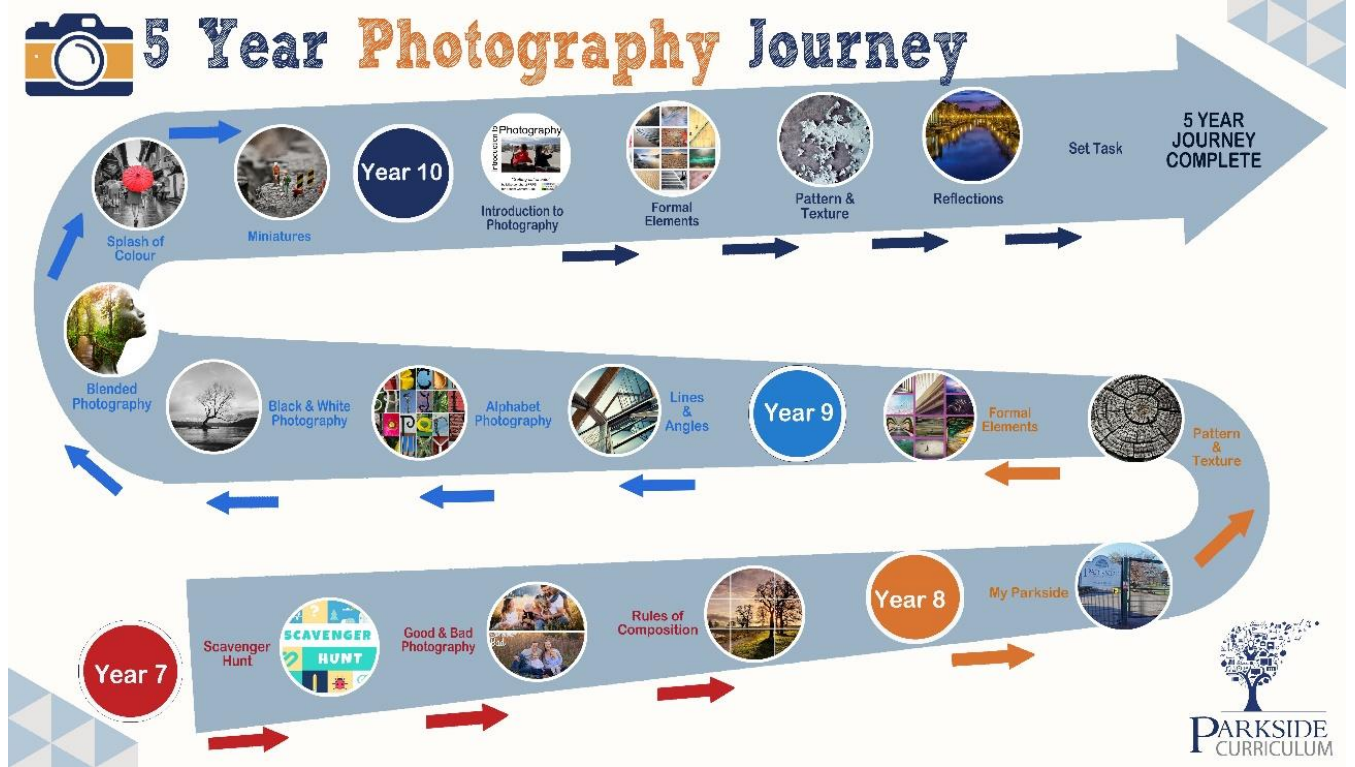 5 Year Photography Journey
Year 7
Scavenger
Hunt
SCAVENGER
HUNT
Good & Bad
Photography
Rules of
Composition
Year 8
My Parkside
Pattern
&
Texture
Formal
Elements
Year 9
Lines
&
Angles
Alphabet
Photography
Black & White
Photography
Blended
Photography
Splash of
Colour
Miniatures
Year 10
Introduction to
Photography
Introduction to
Photography
Formal
Elements
Pattern &
Texture
Reflections
Set Task
5 YEAR
JOURNEY
COMPLETE
PARKSIDE
CURRICULUM